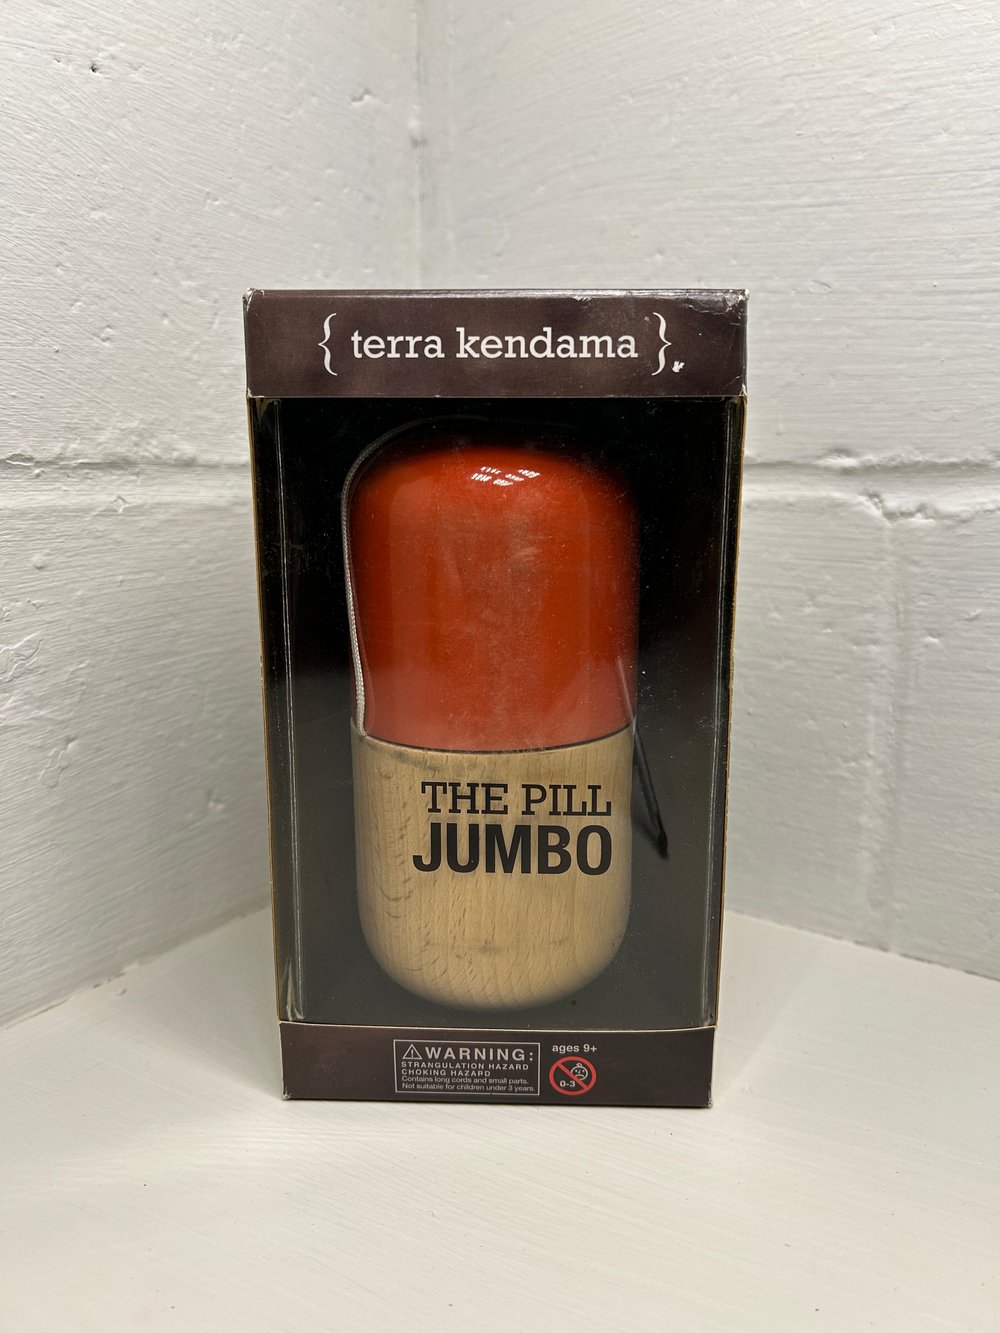 { terra kendama }
THE PILL
JUMBO
WARNING:
STRANGULATION HAZARD
CHOKING HAZARD
Contains long cords and small parts.
Not suitable for children under 3 years.
ages 9+
0-3